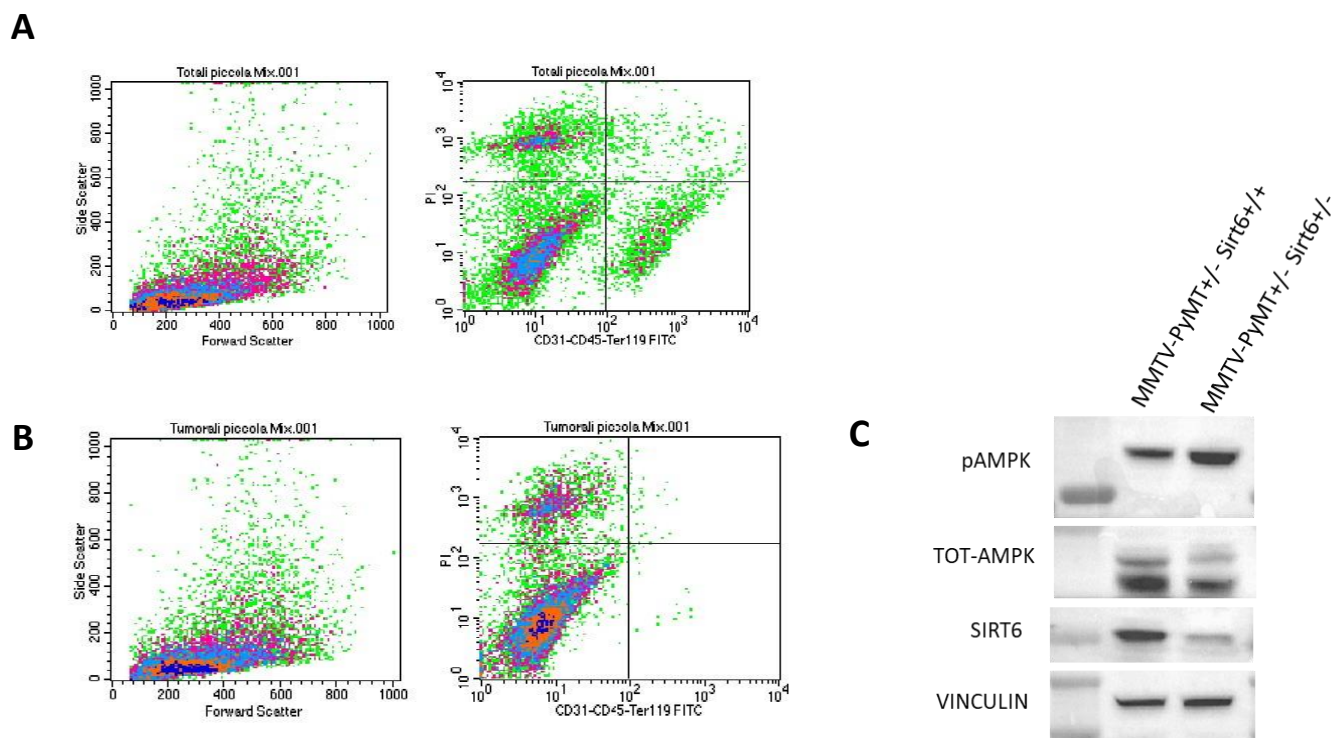 A
Totali piccola Mix.001
Side Scatter
1000
800
600
400
200
0
0 200 400 600 800 1000
Forward Scatter
Totali piccola Mix.001
PI
10^4
10^3
10^2
10^1
10^0
10^0 10^1 10^2 10^3 10^4
CD31-CD45-Ter119 FITC
B
Tumorali piccola Mix.001
Side Scatter
1000
800
600
400
200
0
0 200 400 600 800 1000
Forward Scatter
Tumorali piccola Mix.001
PI
10^4
10^3
10^2
10^1
10^0
10^0 10^1 10^2 10^3 10^4
CD31-CD45-Ter119 FITC
C
MMTV-PyMT+/- Sirt6+/+
MMTV-PyMT+/- Sirt6+/-
pAMPK
TOT-AMPK
SIRT6
VINCULIN